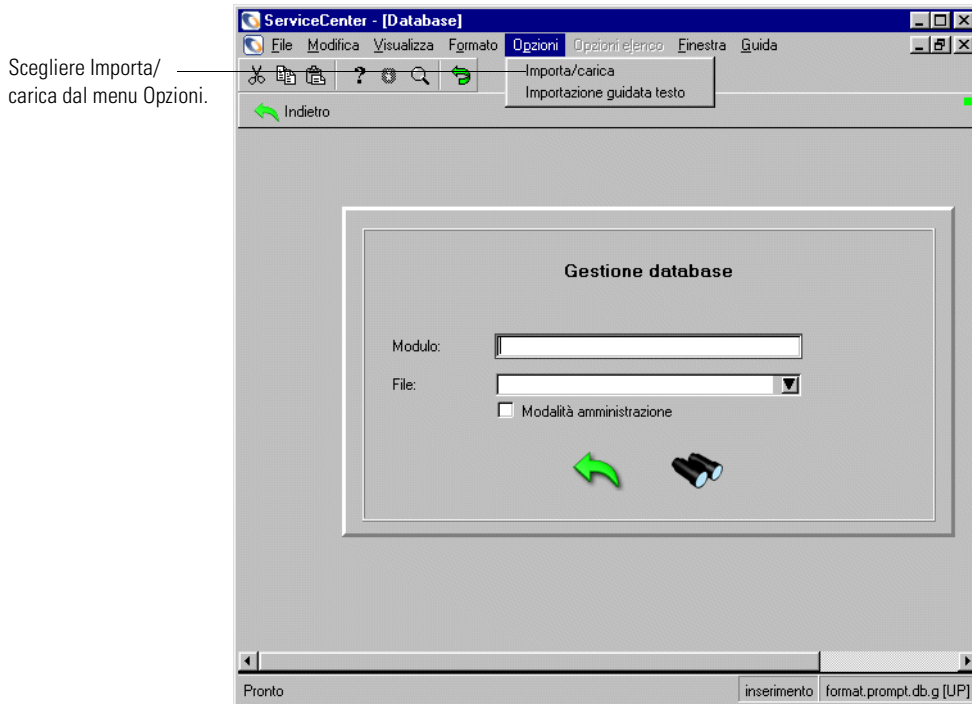 ServiceCenter - [Database]
File Modifica Visualizza Formato Opzioni Opzioni elenco Finestra Guida
Scegliere Importa/
carica dal menu Opzioni.
Importa/carica
Importazione guidata testo
Indietro
Gestione database
Modulo:
File:
Modalità amministrazione
Pronto
inserimento
format.prompt.db.g [UP]